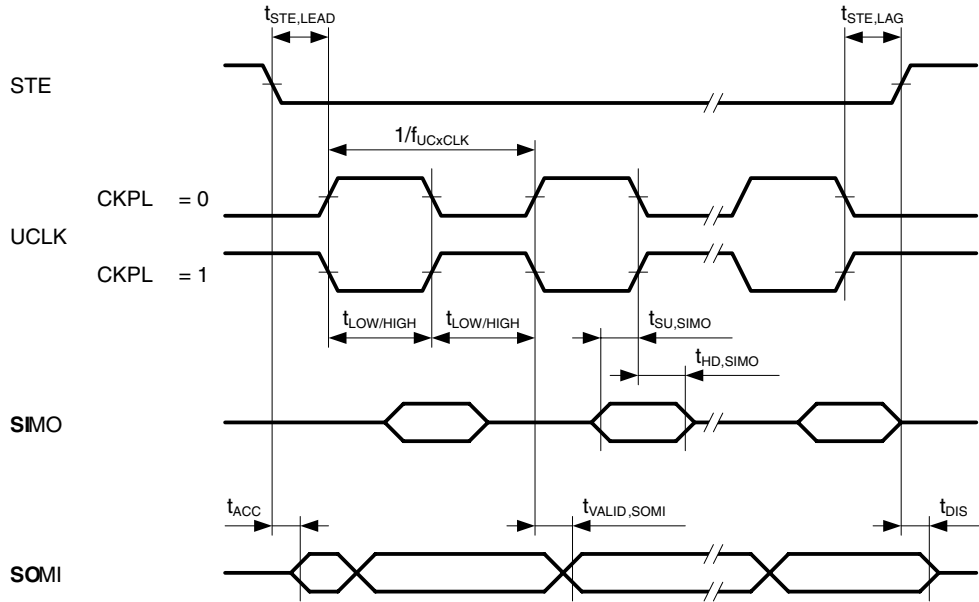 tSTE,LEAD
tSTE,LAG
STE
1/fUCxCLK
CKPL = 0
UCLK
CKPL = 1
tLOW/HIGH tLOW/HIGH
tSU,SIMO
tHD,SIMO
SIMO
tACC
tVALID,SOMI
tDIS
SOMI